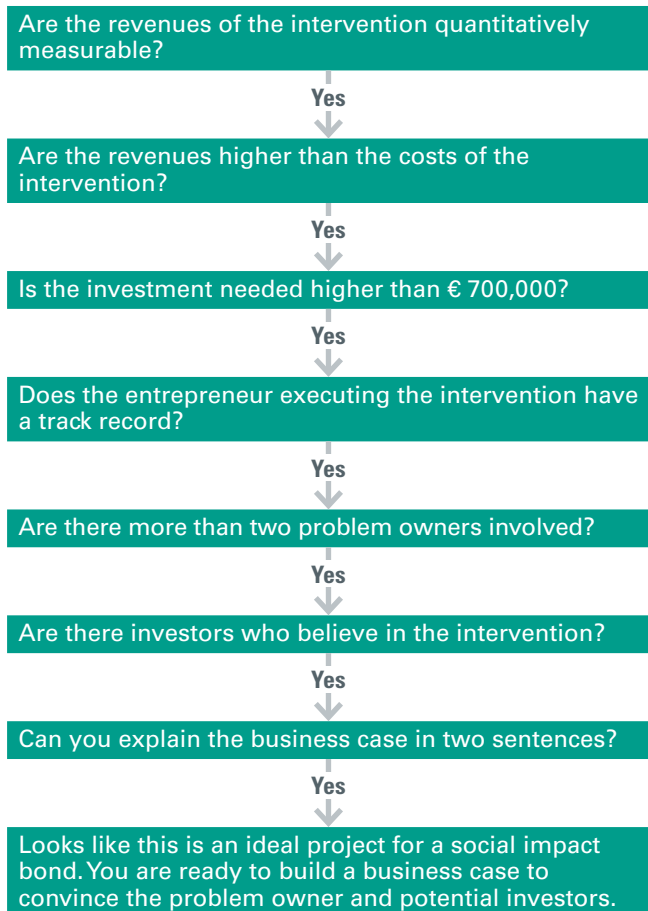 Are the revenues of the intervention quantitatively
measurable?
Yes
Are the revenues higher than the costs of the
intervention?
Yes
Is the investment needed higher than € 700,000?
Yes
Does the entrepreneur executing the intervention have
a track record?
Yes
Are there more than two problem owners involved?
Yes
Are there investors who believe in the intervention?
Yes
Can you explain the business case in two sentences?
Yes
Looks like this is an ideal project for a social impact
bond. You are ready to build a business case to
convince the problem owner and potential investors.